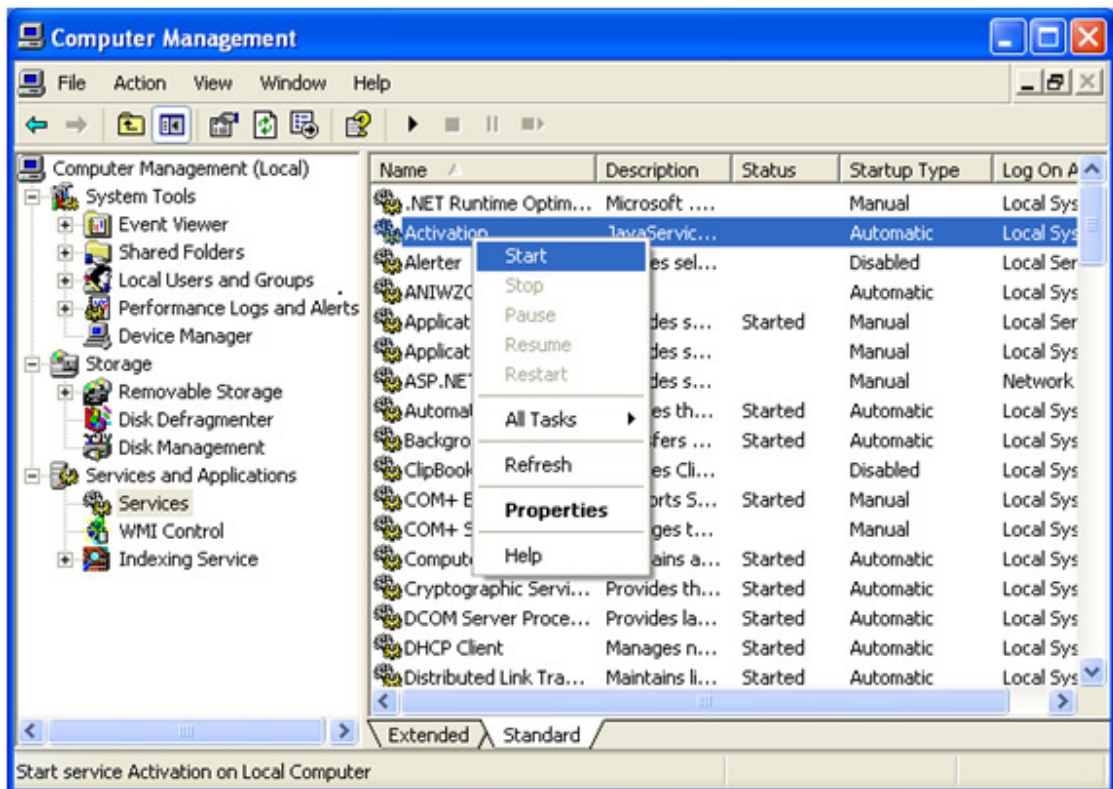 Computer Management
File Action View Window Help
Computer Management (Local)
System Tools
Event Viewer
Shared Folders
Local Users and Groups
Performance Logs and Alerts
Device Manager
Storage
Removable Storage
Disk Defragmenter
Disk Management
Services and Applications
Services
WMI Control
Indexing Service
Name Description Status Startup Type Log On A
.NET Runtime Optim... Microsoft .... Manual Local Sys
Activation JavaServic... Automatic Local Sys
Alerter es sel... Disabled Local Ser
ANIWZC Automatic Local Sys
Applicat des s... Started Manual Local Ser
Applicat des s... Manual Local Sys
ASP.NET des s... Manual Network
Automat es th... Started Automatic Local Sys
Backgro fers ... Started Automatic Local Sys
ClipBook es Cli... Disabled Local Sys
COM+ E orts S... Started Manual Local Sys
COM+ S ges t... Manual Local Sys
Compute ains a... Started Automatic Local Sys
Cryptographic Servi... Provides th... Started Automatic Local Sys
DCOM Server Proce... Provides la... Started Automatic Local Sys
DHCP Client Manages n... Started Automatic Local Sys
Distributed Link Tra... Maintains li... Started Automatic Local Sys
Start
Stop
Pause
Resume
Restart
All Tasks
Refresh
Properties
Help
Extended Standard
Start service Activation on Local Computer